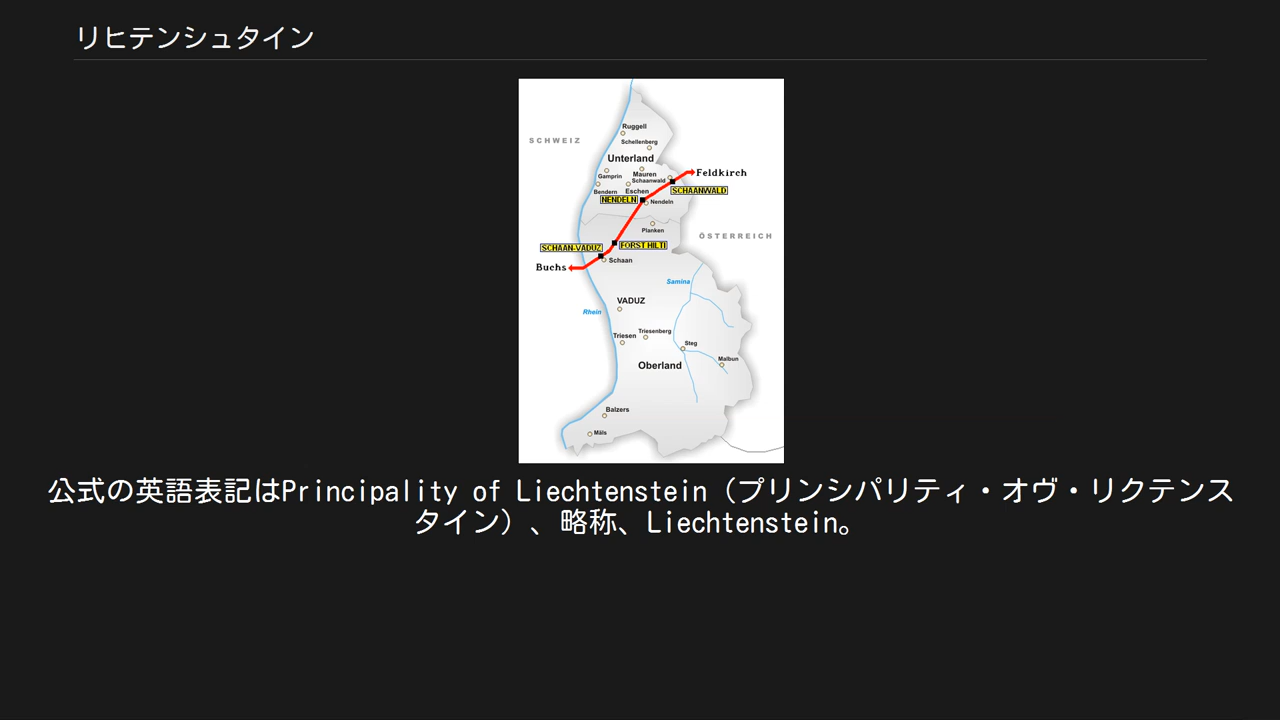 リヒテンシュタイン
Ruggell
SCHWEIZ
Schellenberg
Unterland
Feldkirch
Mauren
Gamprin
Schaanwald
SCHAANWALD
Bendern
Eschen
NENDELN
Nendeln
Planken
ÖSTERREICH
SCHAAN-VADUZ
FORST HILTI
Schaan
Buchs
Samina
VADUZ
Rhein
Triesen
Triesenberg
Steg
Malbun
Oberland
Balzers
Mäls
公式の英語表記はPrincipality of Liechtenstein（プリンシパリティ・オヴ・リクテンス
タイン）、略称、Liechtenstein。